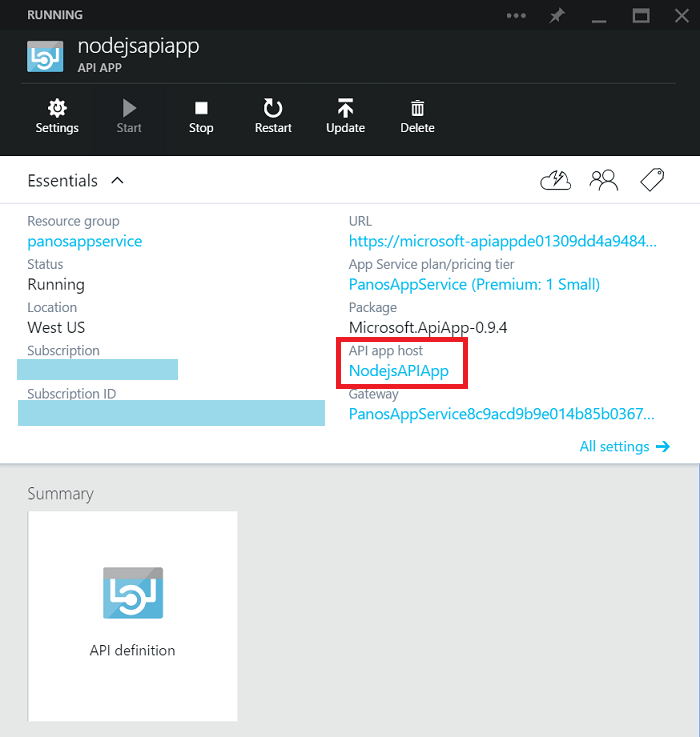 RUNNING
nodejsapiapp
API APP
Settings
Start
Stop
Restart
Update
Delete
Essentials
Resource group
panosappservice
Status
Running
Location
West US
Subscription
Subscription ID
URL
https://microsoft-apiappde01309dd4a9484...
App Service plan/pricing tier
PanosAppService (Premium: 1 Small)
Package
Microsoft.ApiApp-0.9.4
API app host
NodejsAPIApp
Gateway
PanosAppService8c9acd9b9e014b85b0367...
All settings
Summary
API definition